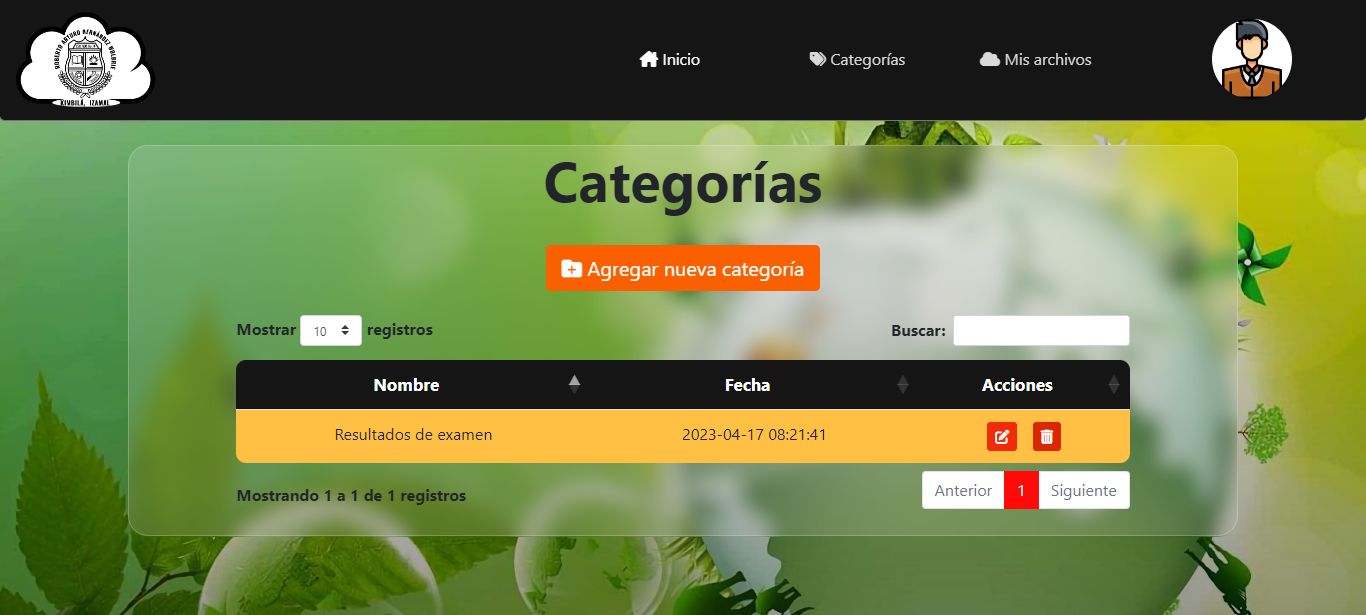 Inicio
Categorías
Mis archivos
KIMBILÁ, IZAMAL
Categorías
Agregar nueva categoría
Mostrar 10 registros
Buscar:
Nombre Fecha Acciones
Resultados de examen 2023-04-17 08:21:41
Mostrando 1 a 1 de 1 registros
Anterior 1 Siguiente